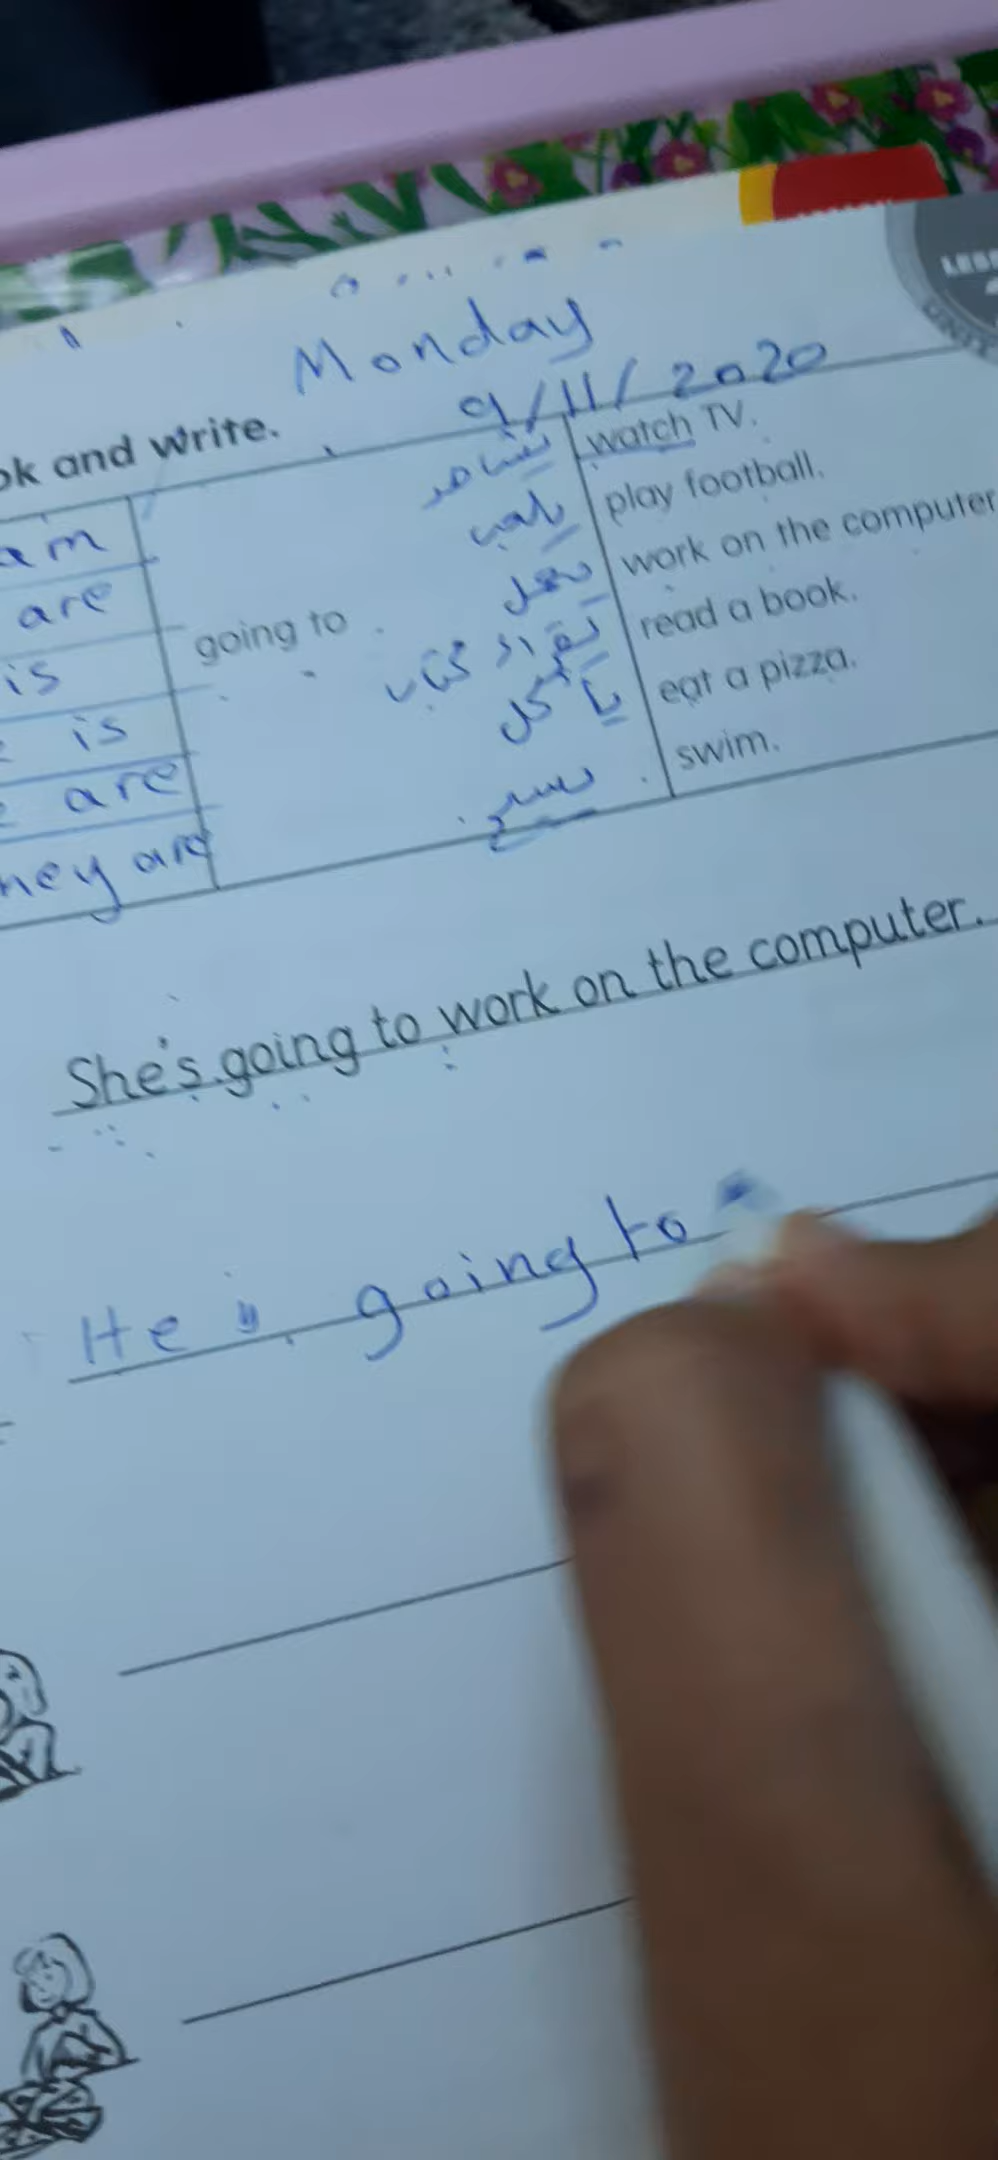 Monday
9/11/2020
ok and write.
am
are
is
is
are
hey are
going to
يشاهد
يلعب
يعمل
يقرأ كتاب
يأكل
يسبح
watch TV.
play football.
work on the computer
read a book.
eat a pizza.
swim.
She's going to work on the computer.
He is going to